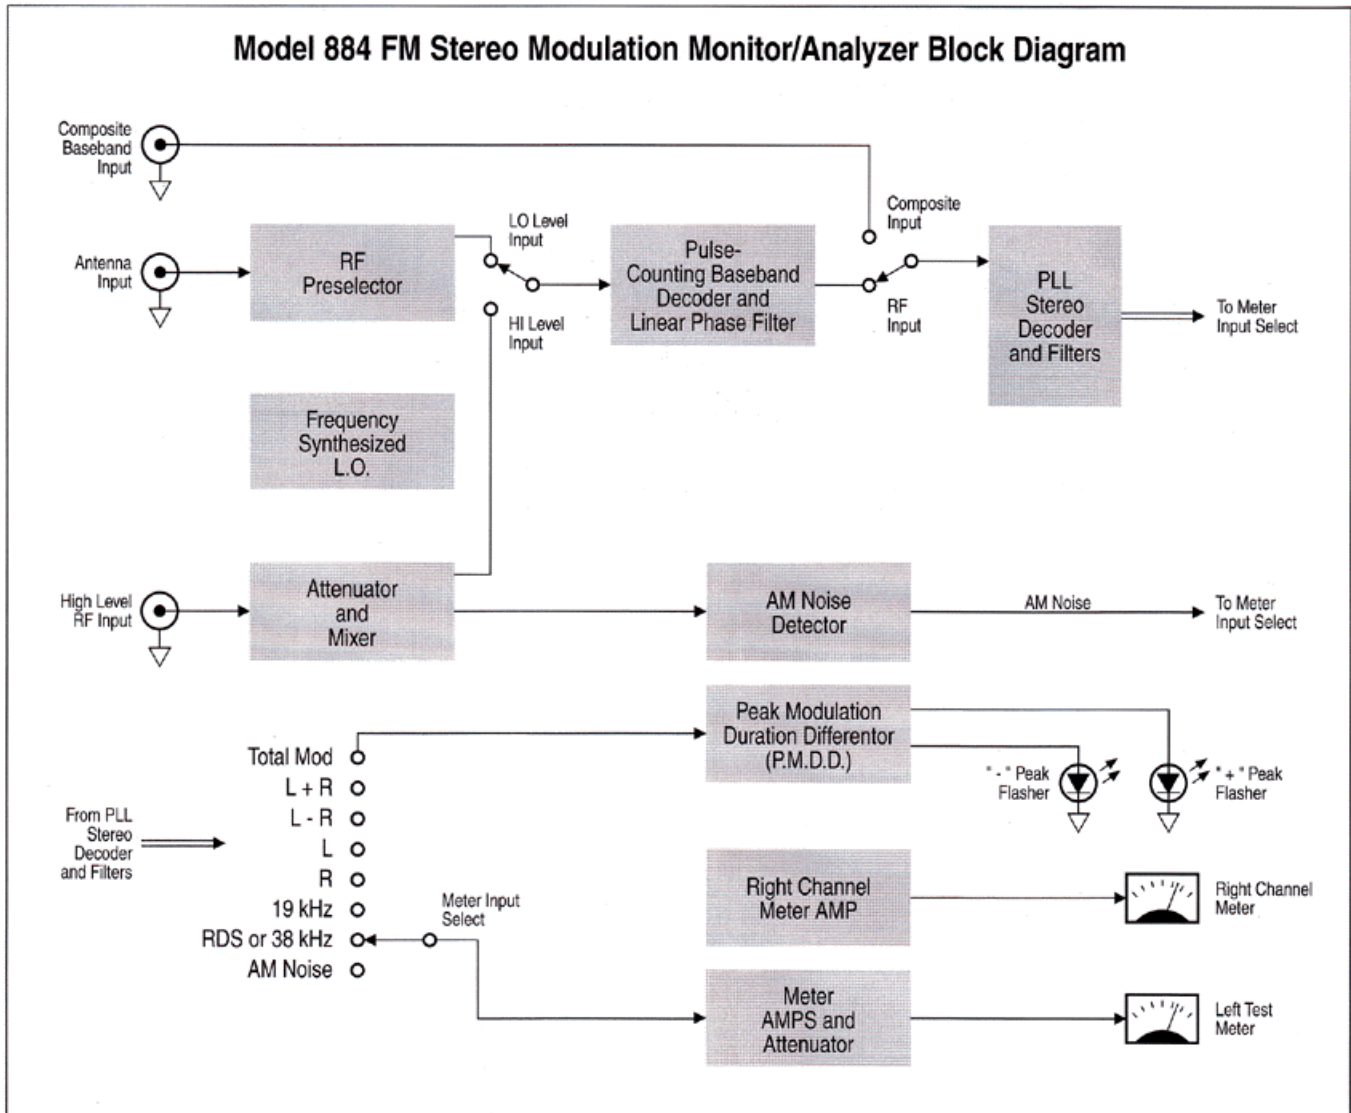 Model 884 FM Stereo Modulation Monitor/Analyzer Block Diagram
Composite
Baseband
Input
Antenna
Input
RF
Preselector
LO Level
Input
HI Level
Input
Pulse-
Counting Baseband
Decoder and
Linear Phase Filter
Composite
Input
RF
Input
PLL
Stereo
Decoder
and Filters
To Meter
Input Select
Frequency
Synthesized
L.O.
High Level
RF Input
Attenuator
and
Mixer
AM Noise
Detector
AM Noise
To Meter
Input Select
Peak Modulation
Duration Differentor
(P.M.D.D.)
" - " Peak
Flasher
" + " Peak
Flasher
From PLL
Stereo
Decoder
and Filters
Total Mod
L + R
L - R
L
R
19 kHz
RDS or 38 kHz
AM Noise
Meter Input
Select
Right Channel
Meter AMP
Right Channel
Meter
Meter
AMPS and
Attenuator
Left Test
Meter